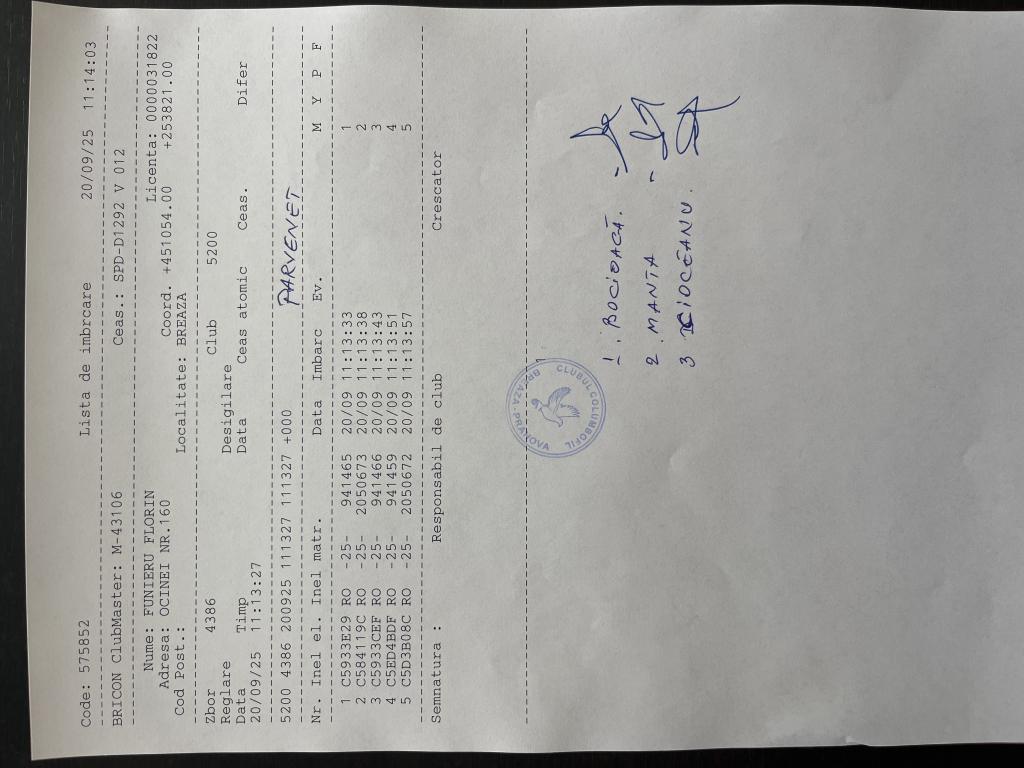 Code: 575852 Lista de imbrcare 20/09/25 11:14:03
BRICON ClubMaster: M-43106 Ceas.: SPD-D1292 V 012
Nume: FUNIERU FLORIN Licenta: 0000031822
Adresa: OCINEI NR.160 Coord. +451054.00 +253821.00
Cod Post.: Localitate: BREAZA
Zbor 4386 Club 5200
Reglare Desigilare
Data Timp Data Ceas atomic Ceas. Difer
20/09/25 11:13:27
5200 4386 200925 111327 111327 +000 PARVENET
Nr. Inel el. Inel matr. Data Imbarc Ev. M Y P F
1 C5933E29 RO -25- 941465 20/09 11:13:33 1
2 C584119C RO -25- 2050673 20/09 11:13:38 2
3 C5933CEF RO -25- 941466 20/09 11:13:43 3
4 C5ED4BDF RO -25- 941459 20/09 11:13:51 4
5 C5D3B08C RO -25- 2050672 20/09 11:13:57 5
Semnatura : Responsabil de club Crescator
CLUBUL COLUMBOFIL
BREAZA-PRAHOVA
1. BOCIOACĂ. -
2. MANTA -
3 CIOCEANU.